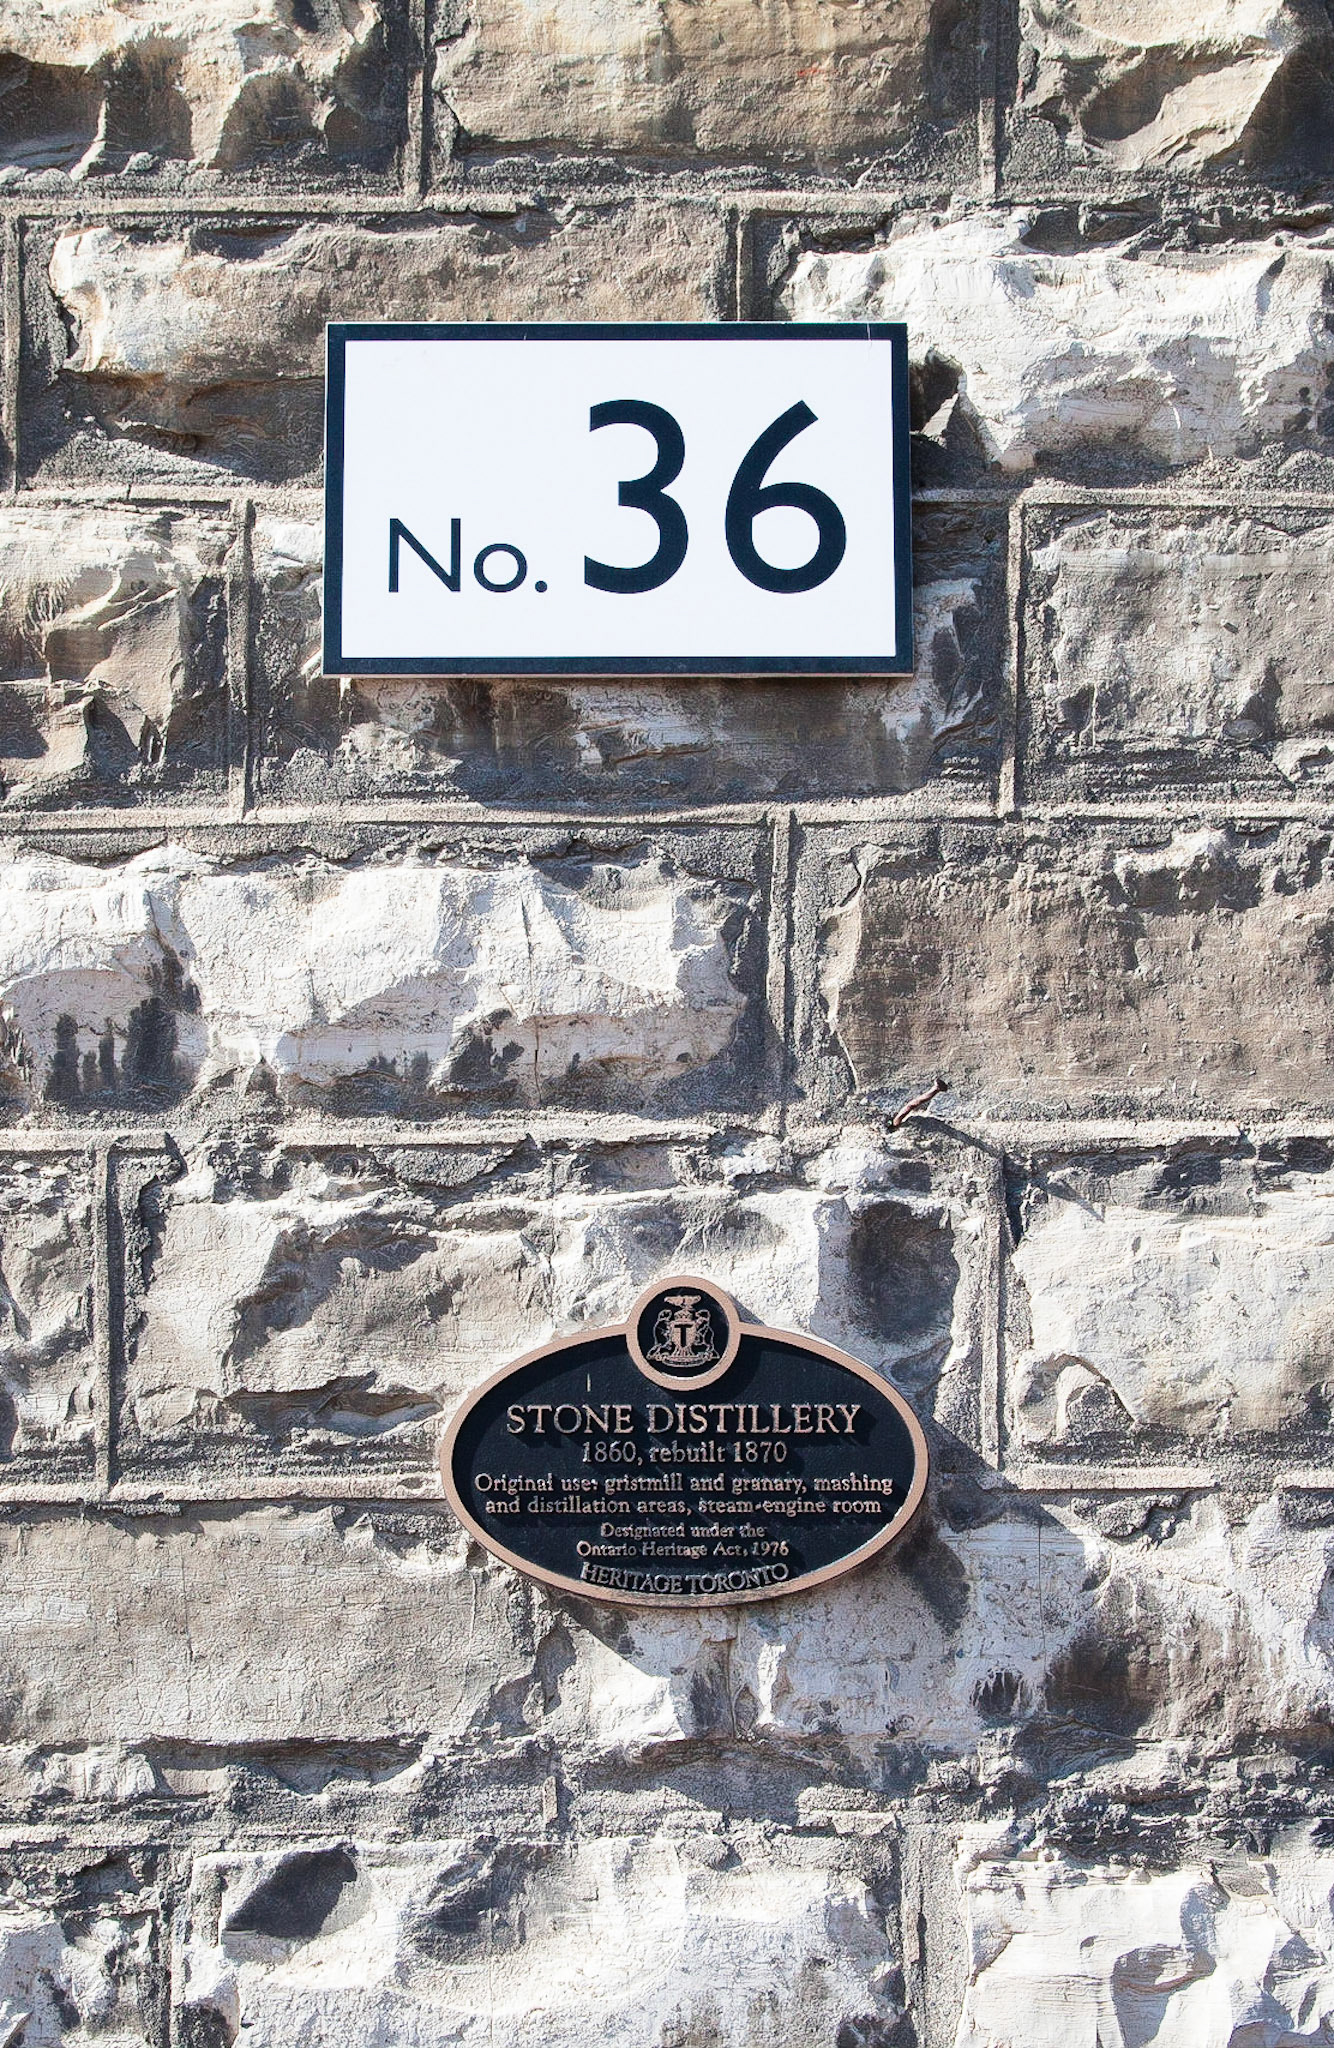 No. 36
T
STONE DISTILLERY
1860, rebuilt 1870
Original use: gristmill and granary, mashing
and distillation areas, steam-engine room
Designated under the
Ontario Heritage Act, 1976
HERITAGE TORONTO